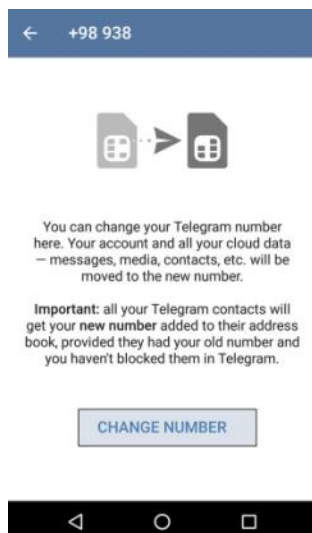 +98 938
You can change your Telegram number
here. Your account and all your cloud data
— messages, media, contacts, etc. will be
moved to the new number.
Important: all your Telegram contacts will
get your new number added to their address
book, provided they had your old number and
you haven't blocked them in Telegram.
CHANGE NUMBER